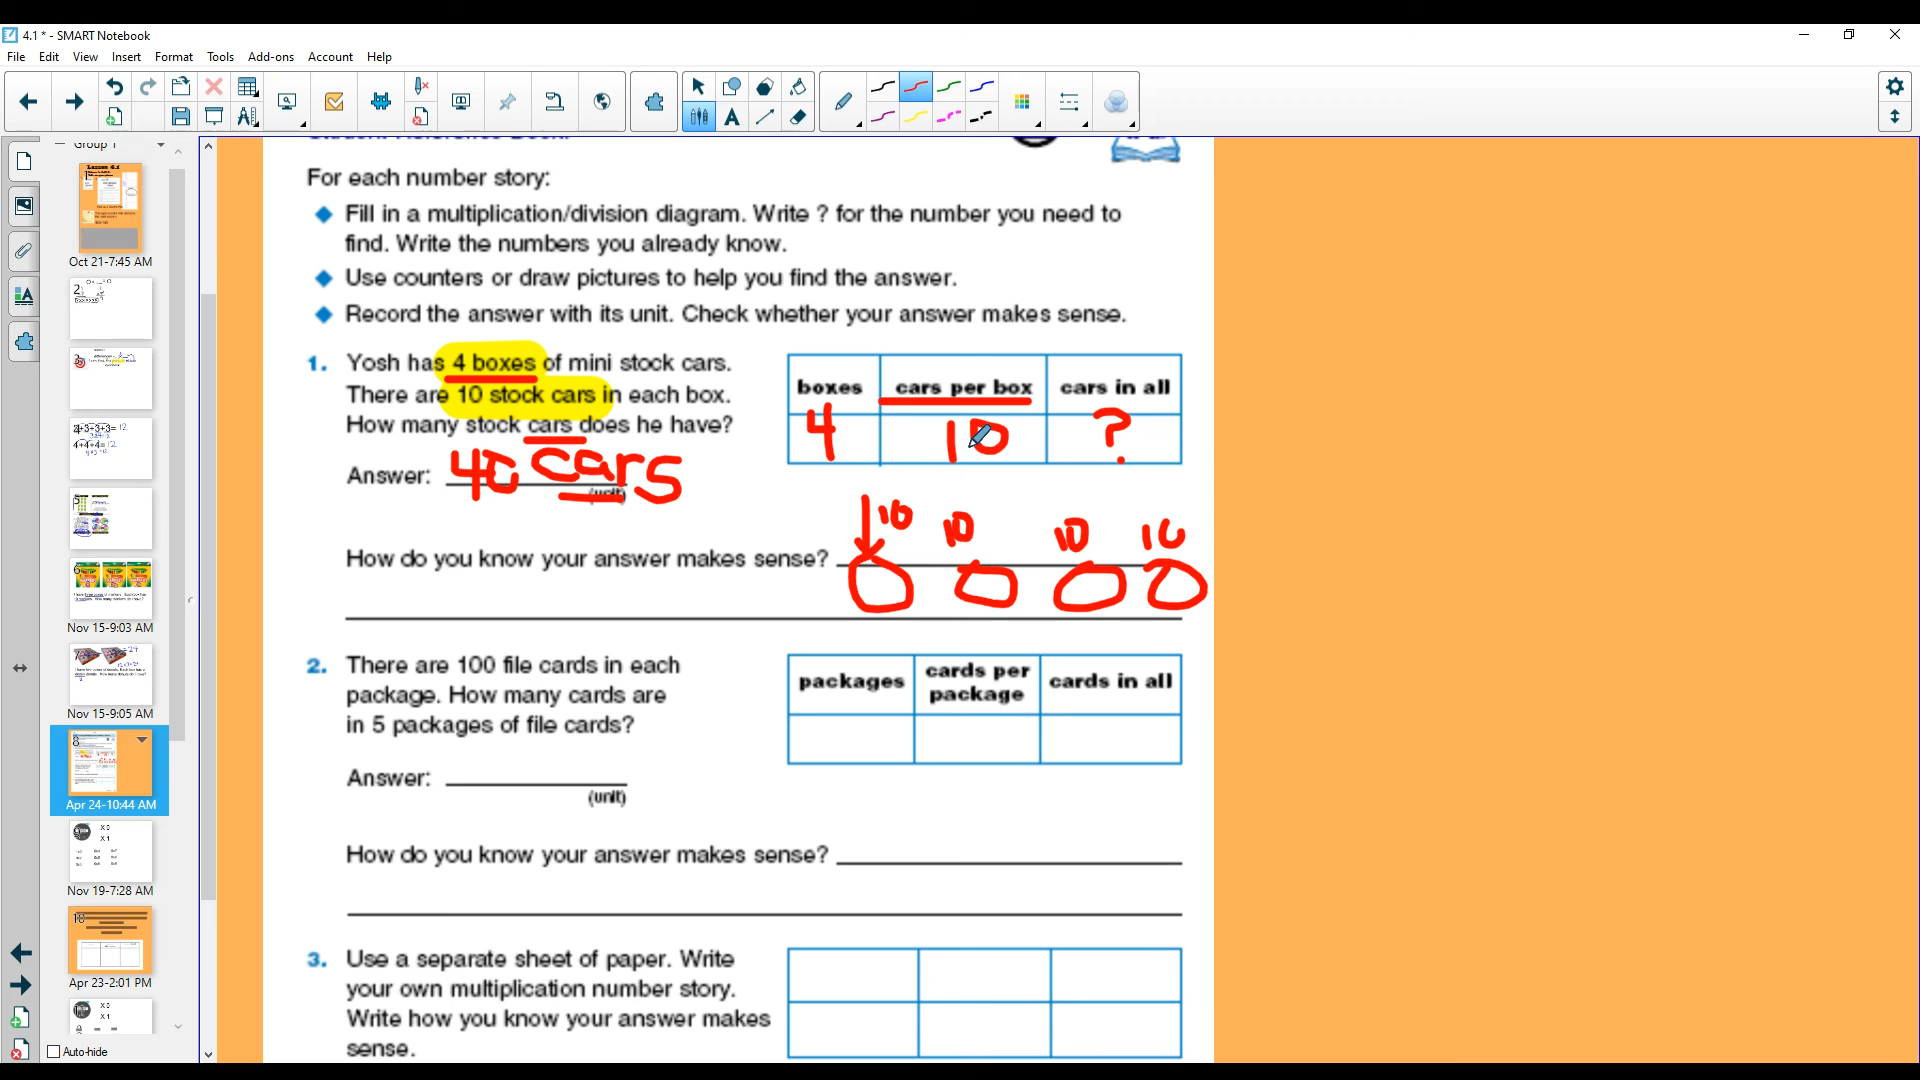 4.1 * - SMART Notebook
File Edit View Insert Format Tools Add-ons Account Help
Group 1
Oct 21-7:45 AM
Nov 15-9:03 AM
Nov 15-9:05 AM
Apr 24-10:44 AM
Nov 19-7:28 AM
Apr 23-2:01 PM
Auto-hide
For each number story:
Fill in a multiplication/division diagram. Write ? for the number you need to
find. Write the numbers you already know.
Use counters or draw pictures to help you find the answer.
Record the answer with its unit. Check whether your answer makes sense.
1. Yosh has 4 boxes of mini stock cars.
There are 10 stock cars in each box.
How many stock cars does he have?
Answer: 40 cars
(unit)
boxes cars per box cars in all
4 10 ?
10 10 10 10
How do you know your answer makes sense?
2. There are 100 file cards in each
package. How many cards are
in 5 packages of file cards?
Answer:
(unit)
packages cards per package cards in all
How do you know your answer makes sense?
3. Use a separate sheet of paper. Write
your own multiplication number story.
Write how you know your answer makes
sense.